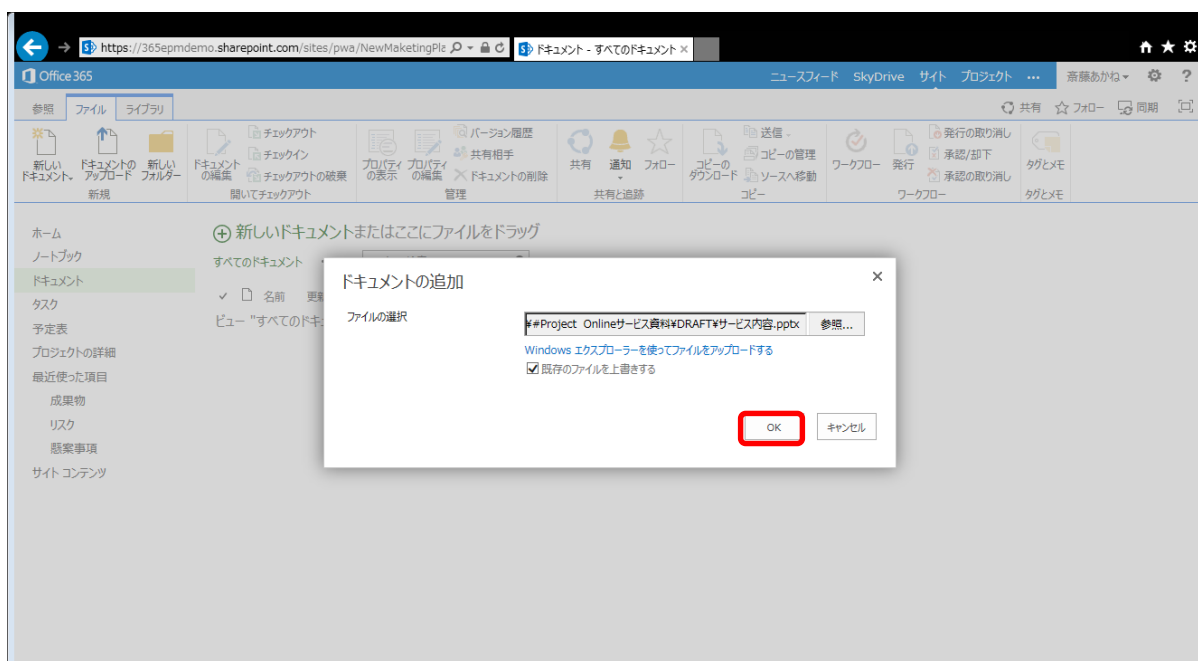 https://365epmdemo.sharepoint.com/sites/pwa/NewMaketingPla
ドキュメント - すべてのドキュメント ×
Office 365
ニュースフィード SkyDrive サイト プロジェクト ••• 斎藤あかね ?
参照 ファイル ライブラリ
共有 フォロー 同期
新しいドキュメント
ドキュメントのアップロード
新しいフォルダー
新規
ドキュメントの編集
チェックアウト
チェックイン
チェックアウトの破棄
開いてチェックアウト
プロパティの表示
プロパティの編集
バージョン履歴
共有相手
ドキュメントの削除
管理
共有
通知
フォロー
共有と追跡
コピーのダウンロード
送信
コピーの管理
ソースへ移動
コピー
ワークフロー
発行
発行の取り消し
承認/却下
承認の取り消し
ワークフロー
タグとメモ
タグとメモ
ホーム
ノートブック
ドキュメント
タスク
予定表
プロジェクトの詳細
最近使った項目
成果物
リスク
懸案事項
サイト コンテンツ
新しいドキュメントまたはここにファイルをドラッグ
すべてのドキュメント
名前
ビュー "すべてのドキ
ドキュメントの追加
ファイルの選択
¥#Project Onlineサービス資料¥DRAFT¥サービス内容.pptx 参照...
Windows エクスプローラーを使ってファイルをアップロードする
既存のファイルを上書きする
OK キャンセル